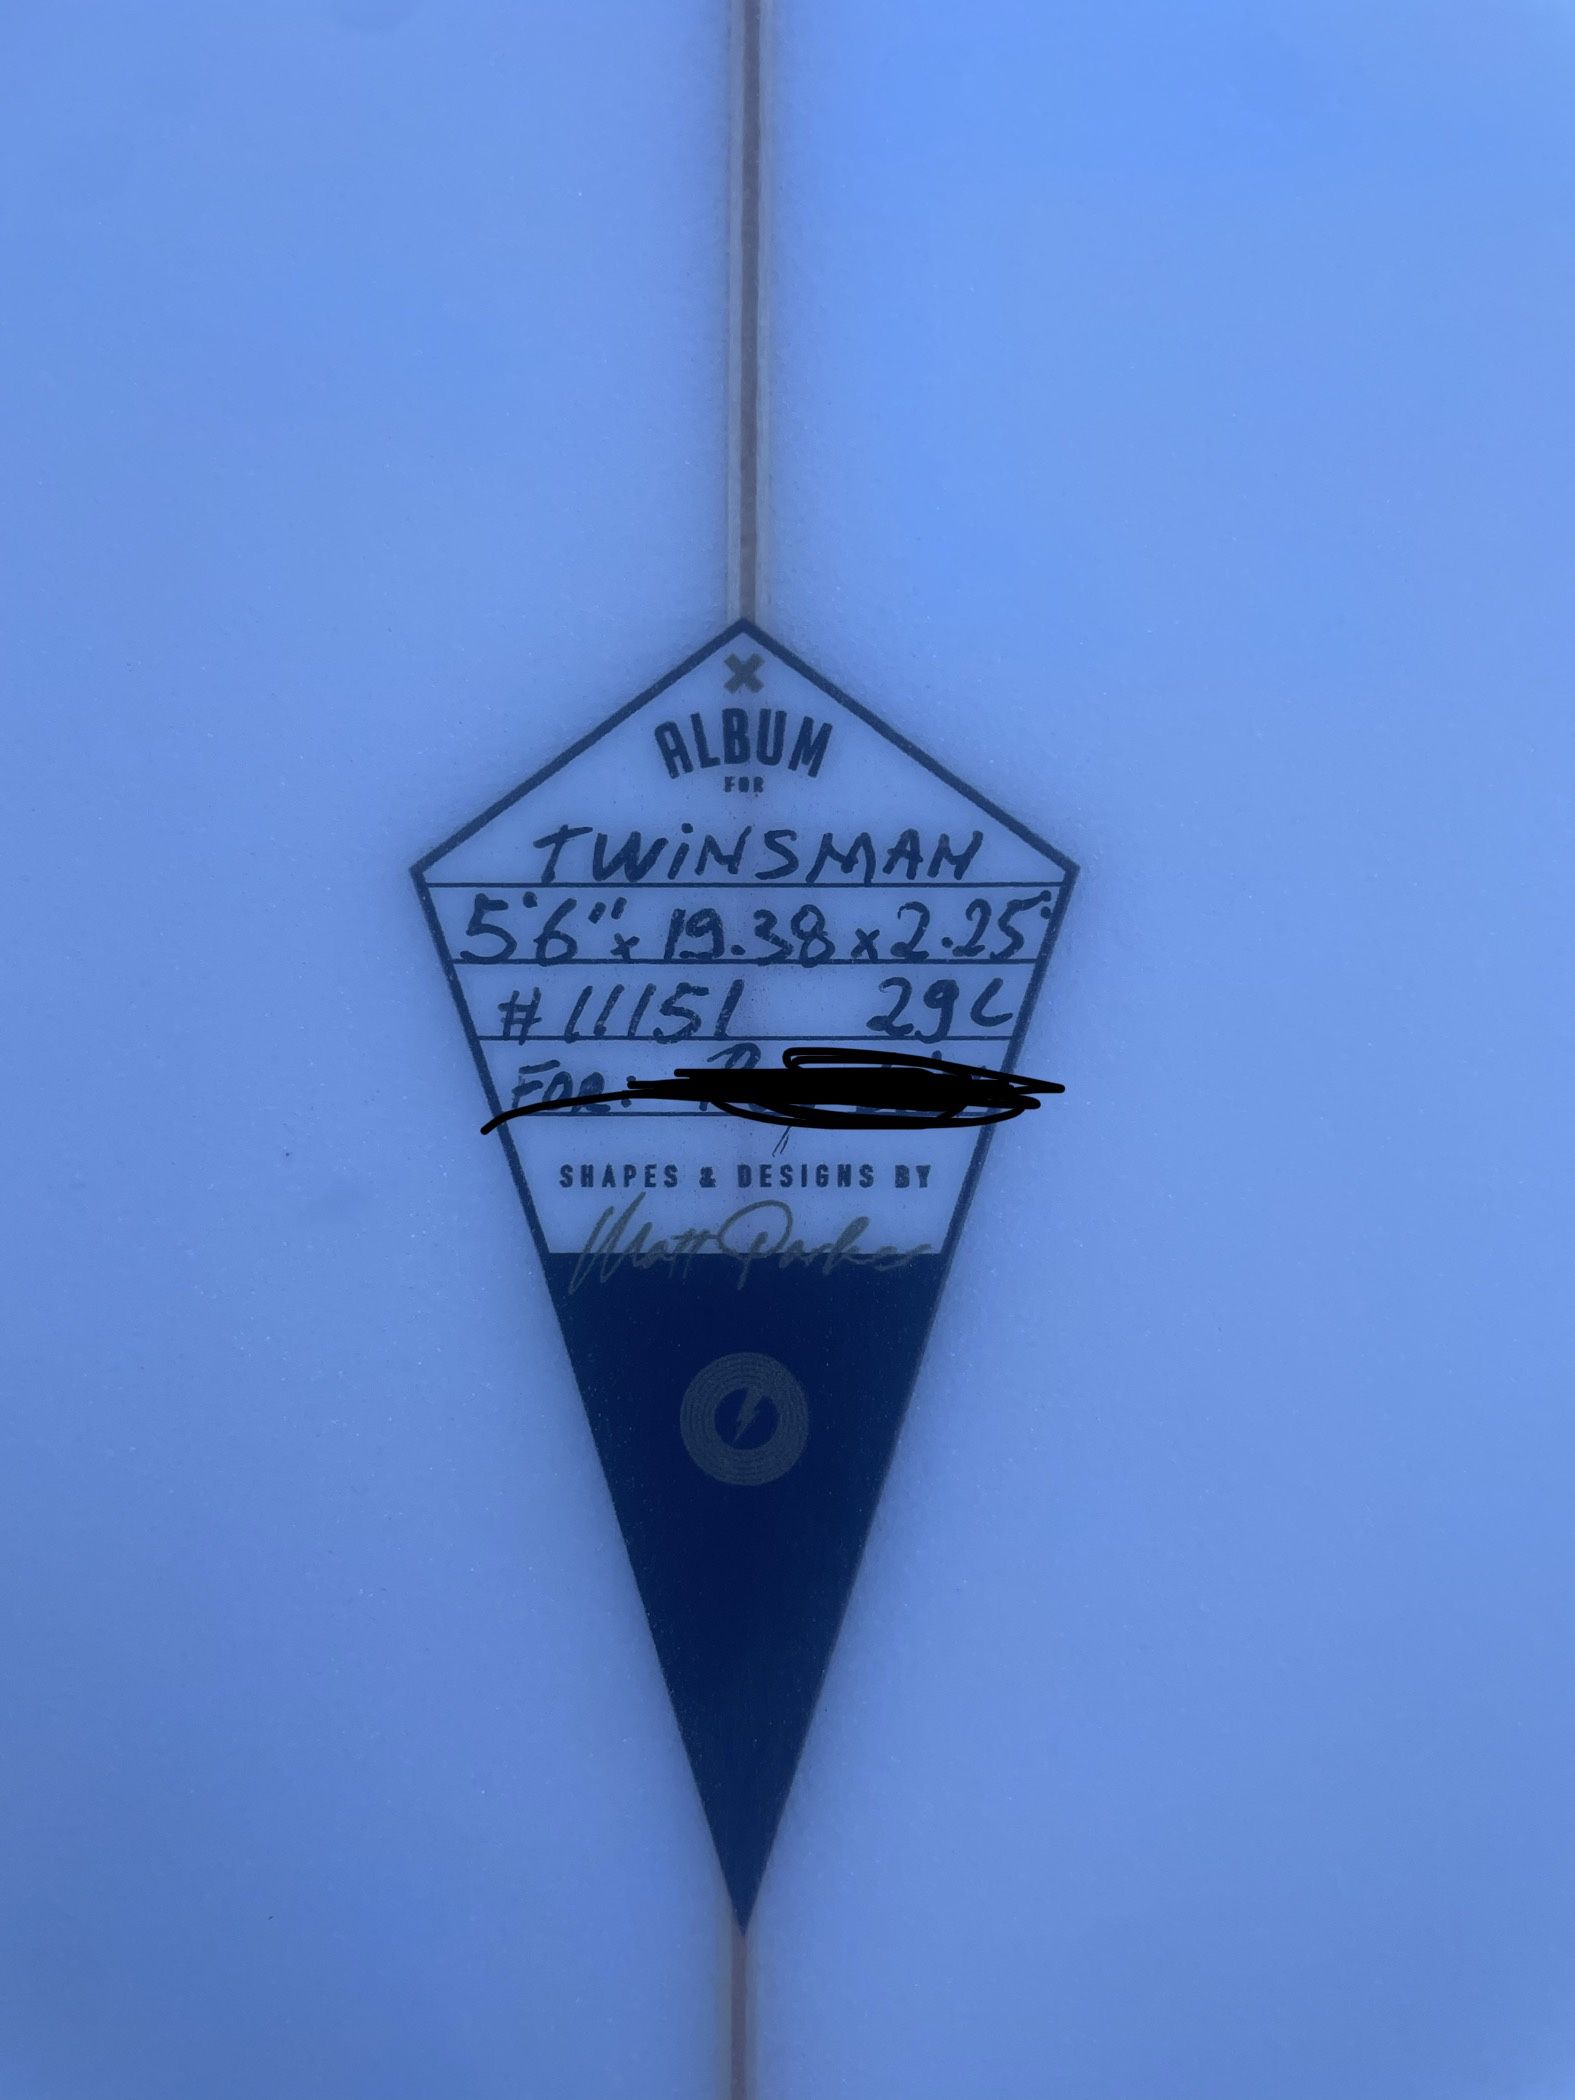 ALBUM
FOR
TWiNSMAN
5'6" x 19.38 x 2.25"
#11151 29L
FOR:
SHAPES & DESIGNS BY
Matt Parker